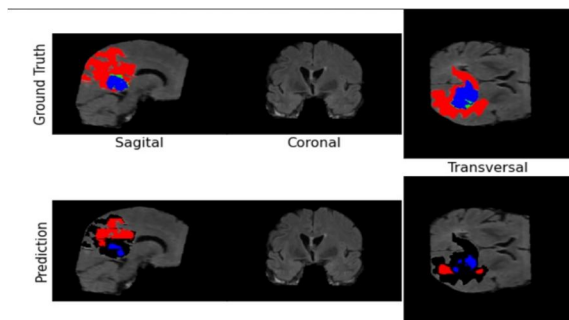 Ground Truth
Sagital
Coronal
Transversal
Prediction